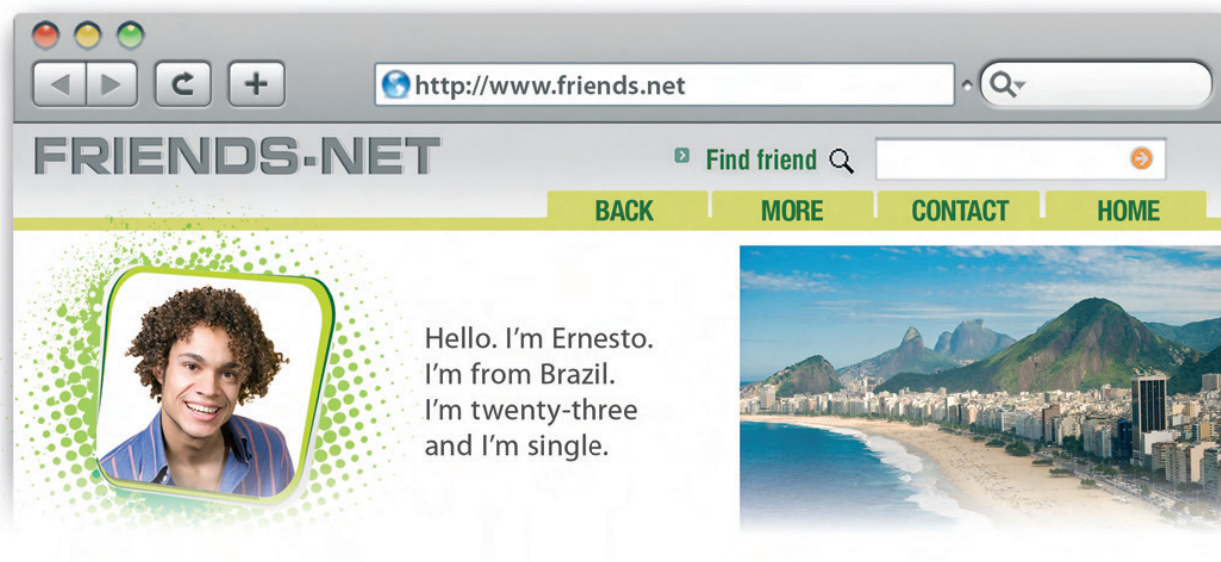 http://www.friends.net
FRIENDS-NET
Find friend
BACK MORE CONTACT HOME
Hello. I'm Ernesto.
I'm from Brazil.
I'm twenty-three
and I'm single.